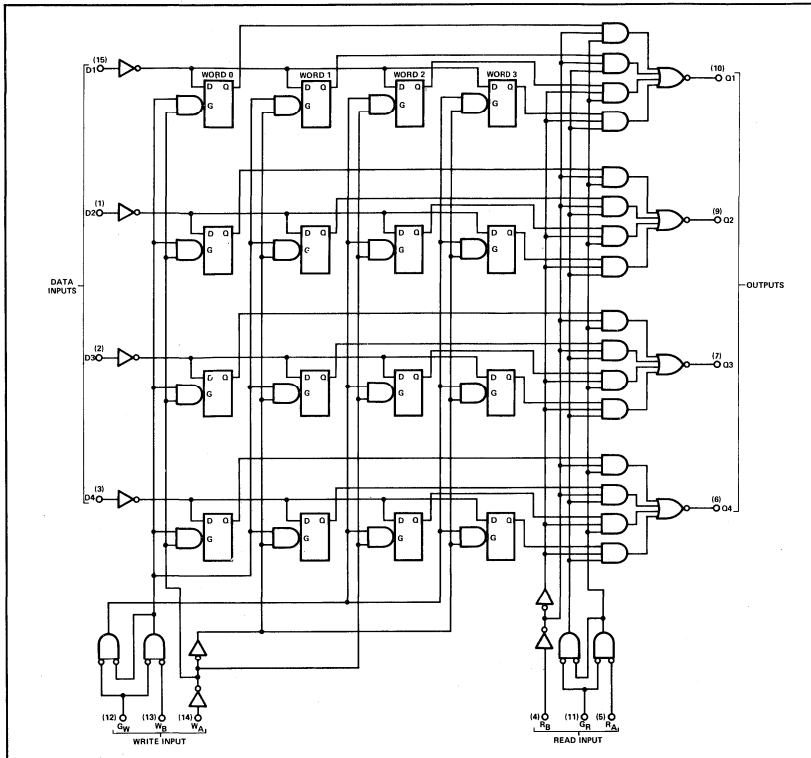 (15)
D1
WORD 0
WORD 1
WORD 2
WORD 3
(10)
Q1
D Q
G
D Q
G
D Q
G
D Q
G
(1)
D2
(9)
Q2
D Q
G
D Q
G
D Q
G
D Q
G
DATA
INPUTS
OUTPUTS
(2)
D3
(7)
Q3
D Q
G
D Q
G
D Q
G
D Q
G
(3)
D4
(6)
Q4
D Q
G
D Q
G
D Q
G
D Q
G
(12)
GW
(13)
WB
(14)
WA
WRITE INPUT
(4)
RB
(11)
GR
(5)
RA
READ INPUT